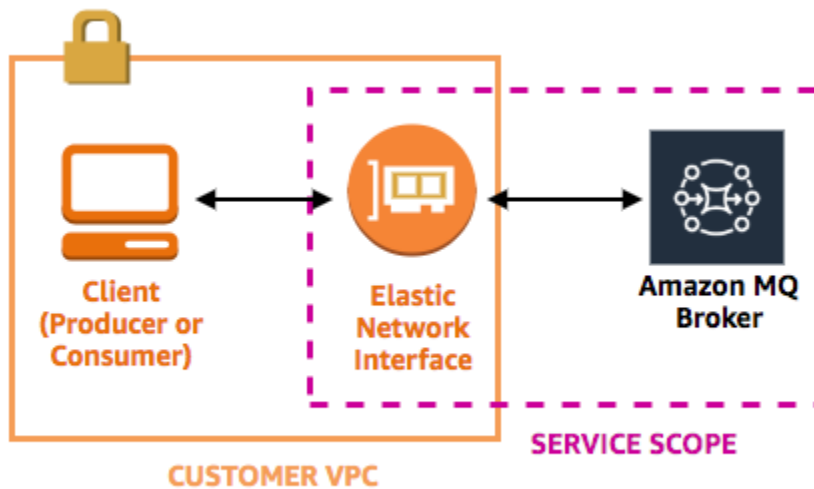 Client
(Producer or
Consumer)
Elastic
Network
Interface
Amazon MQ
Broker
SERVICE SCOPE
CUSTOMER VPC